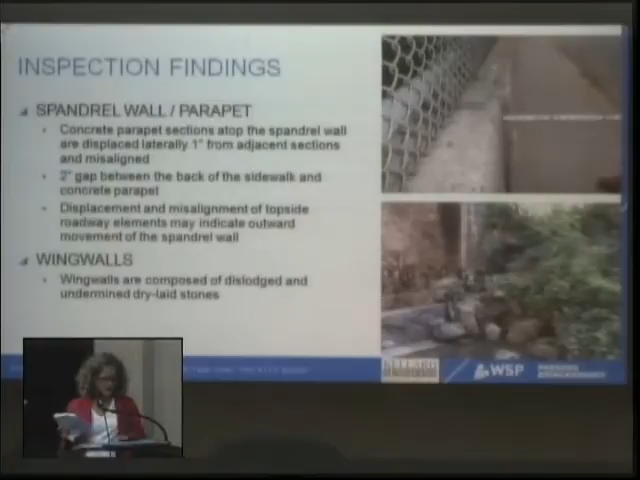 INSPECTION FINDINGS
SPANDREL WALL / PARAPET
Concrete parapet sections atop the spandrel wall
are displaced laterally 1" from adjacent sections
and misaligned
2" gap between the back of the sidewalk and
concrete parapet
Displacement and misalignment of topside
roadway elements may indicate outward
movement of the spandrel wall
WINGWALLS
Wingwalls are composed of dislodged and
undermined dry-laid stones
WSP
PARSONS